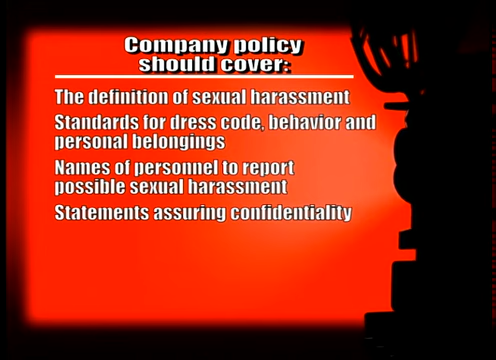 Company policy
should cover:
The definition of sexual harassment
Standards for dress code, behavior and
personal belongings
Names of personnel to report
possible sexual harassment
Statements assuring confidentiality